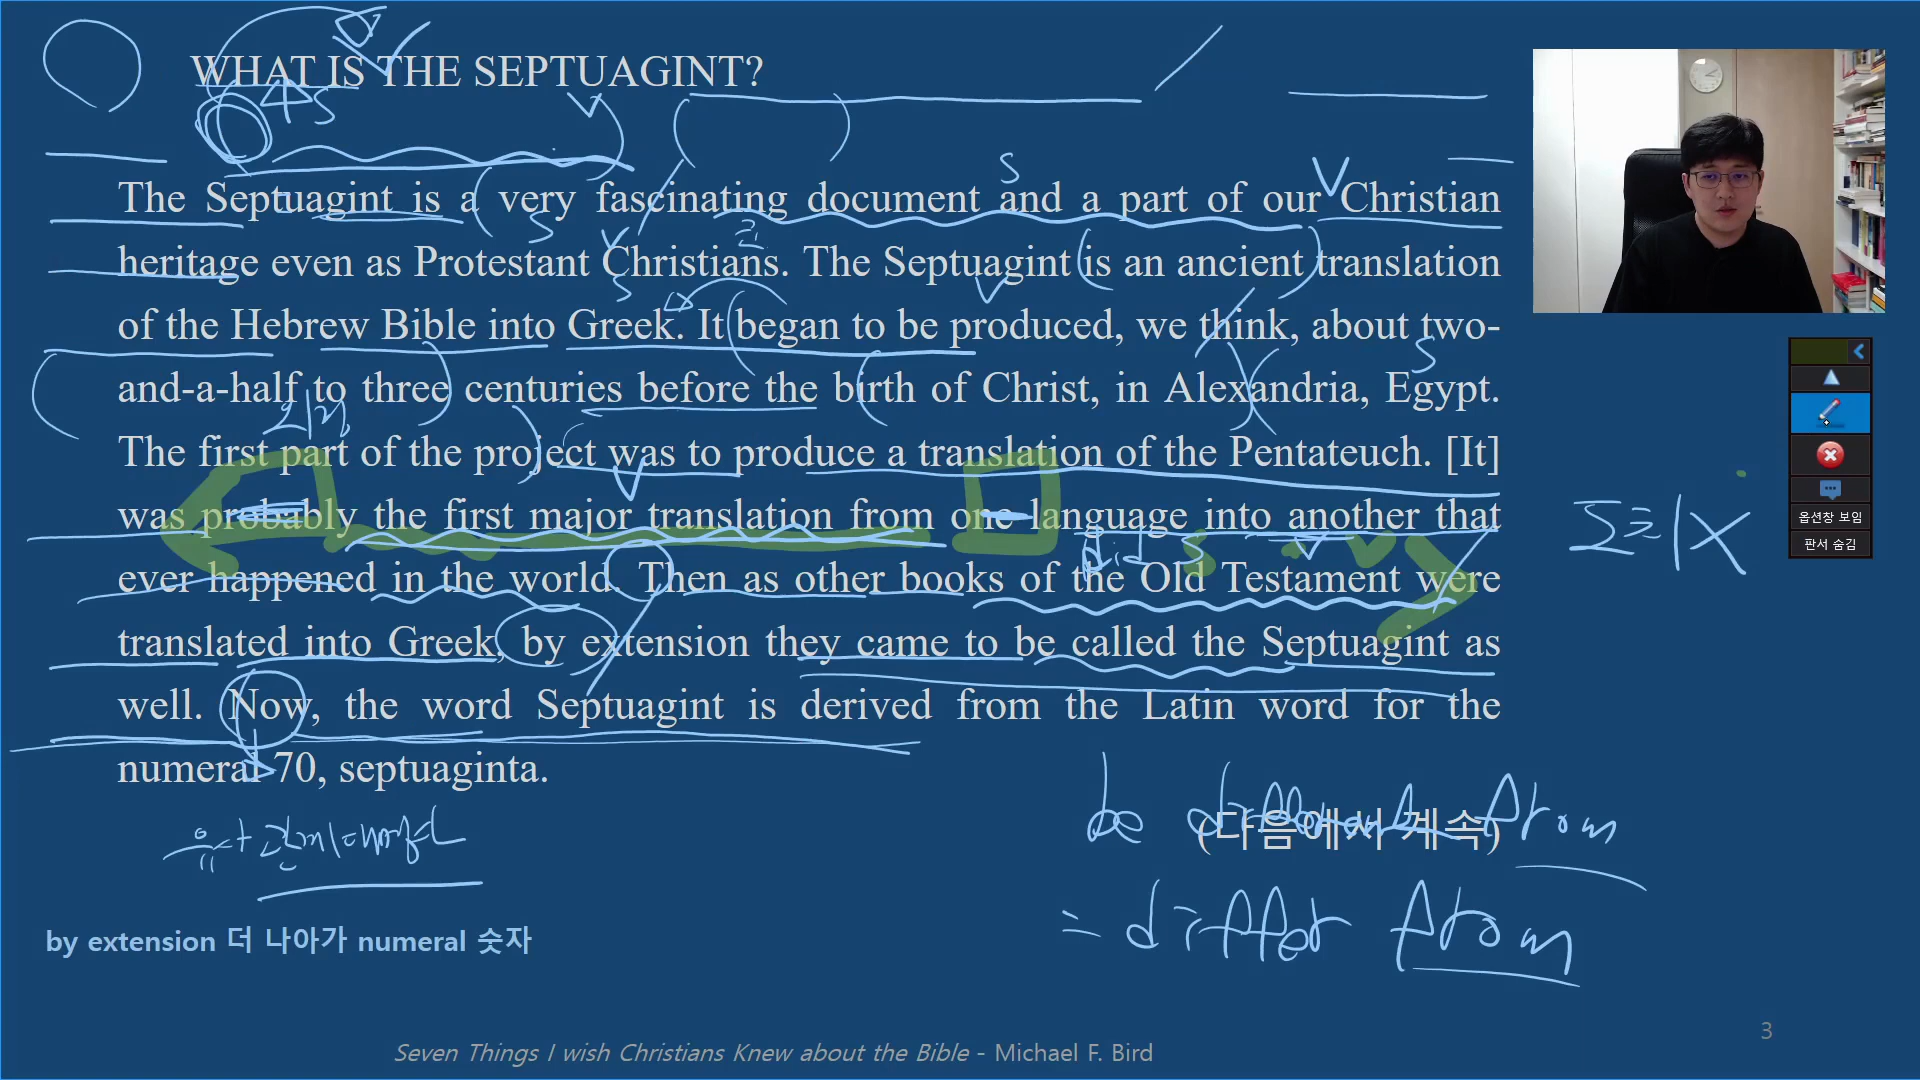 WHAT IS THE SEPTUAGINT?
The Septuagint is a very fascinating document and a part of our Christian
heritage even as Protestant Christians. The Septuagint is an ancient translation
of the Hebrew Bible into Greek. It began to be produced, we think, about two-
and-a-half to three centuries before the birth of Christ, in Alexandria, Egypt.
The first part of the project was to produce a translation of the Pentateuch. [It]
was probably the first major translation from one language into another that
ever happened in the world. Then as other books of the Old Testament were
translated into Greek, by extension they came to be called the Septuagint as
well. Now, the word Septuagint is derived from the Latin word for the
numeral 70, septuaginta.
(다음에서 계속)
be different from
= differ from
did
by extension 더 나아가 numeral 숫자
Seven Things I wish Christians Knew about the Bible - Michael F. Bird
3
옵션창 보임
판서 숨김